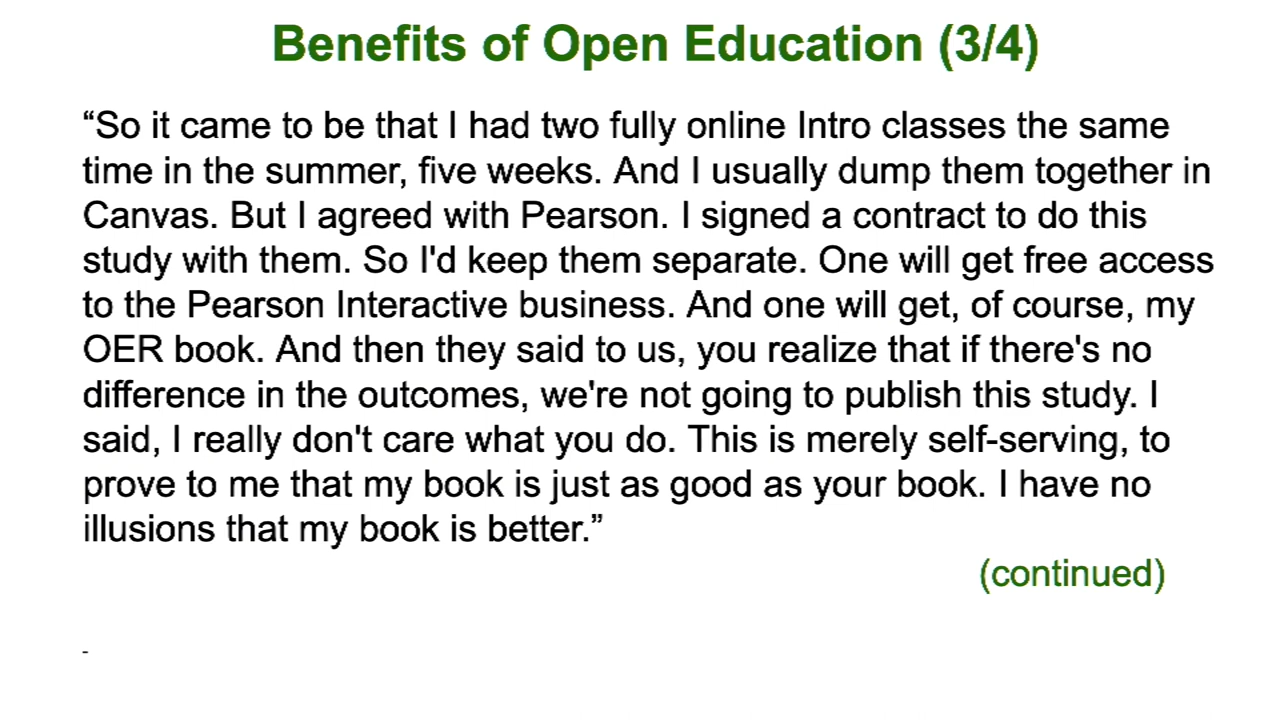 Benefits of Open Education (3/4)
“So it came to be that I had two fully online Intro classes the same
time in the summer, five weeks. And I usually dump them together in
Canvas. But I agreed with Pearson. I signed a contract to do this
study with them. So I'd keep them separate. One will get free access
to the Pearson Interactive business. And one will get, of course, my
OER book. And then they said to us, you realize that if there's no
difference in the outcomes, we're not going to publish this study. I
said, I really don't care what you do. This is merely self-serving, to
prove to me that my book is just as good as your book. I have no
illusions that my book is better.”
(continued)
-